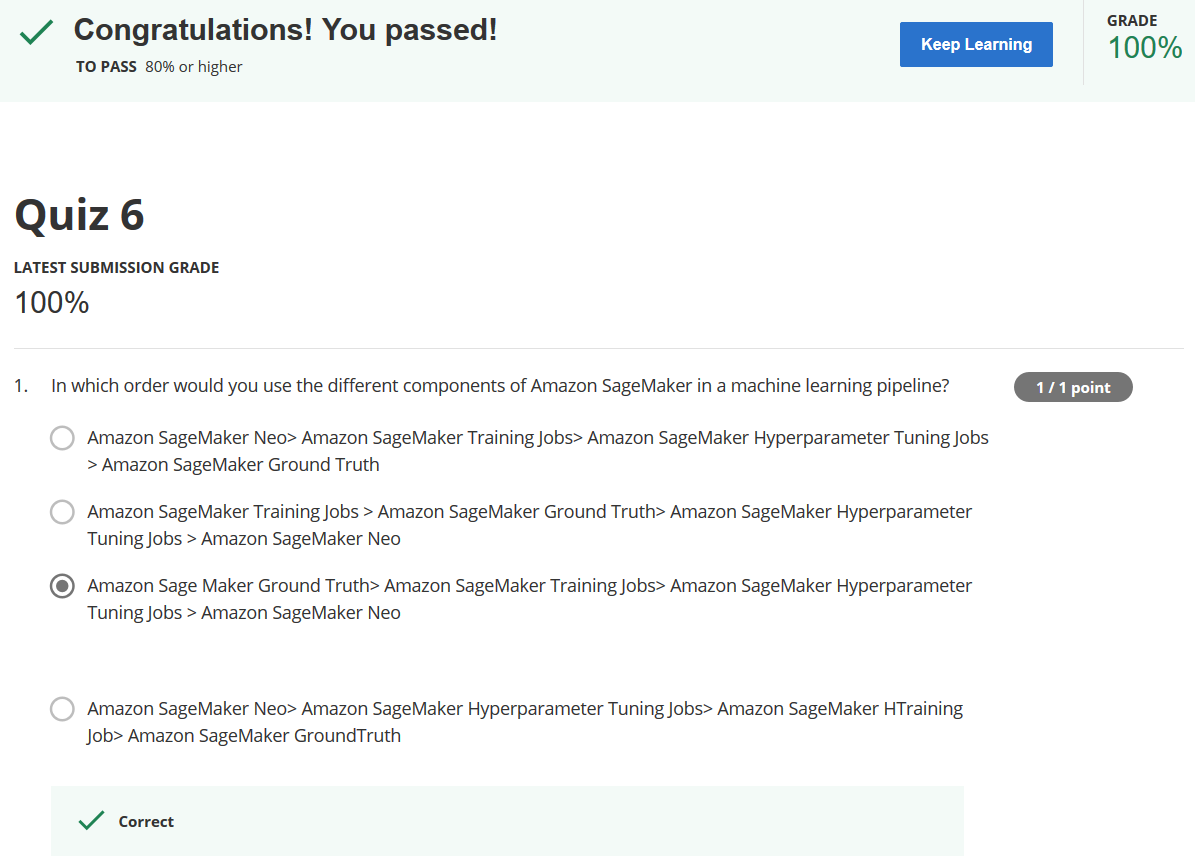 Congratulations! You passed!
TO PASS 80% or higher
Keep Learning
GRADE
100%
Quiz 6
LATEST SUBMISSION GRADE
100%
1. In which order would you use the different components of Amazon SageMaker in a machine learning pipeline?
1 / 1 point
Amazon SageMaker Neo> Amazon SageMaker Training Jobs> Amazon SageMaker Hyperparameter Tuning Jobs
> Amazon SageMaker Ground Truth
Amazon SageMaker Training Jobs > Amazon SageMaker Ground Truth> Amazon SageMaker Hyperparameter
Tuning Jobs > Amazon SageMaker Neo
Amazon Sage Maker Ground Truth> Amazon SageMaker Training Jobs> Amazon SageMaker Hyperparameter
Tuning Jobs > Amazon SageMaker Neo
Amazon SageMaker Neo> Amazon SageMaker Hyperparameter Tuning Jobs> Amazon SageMaker HTraining
Job> Amazon SageMaker GroundTruth
Correct